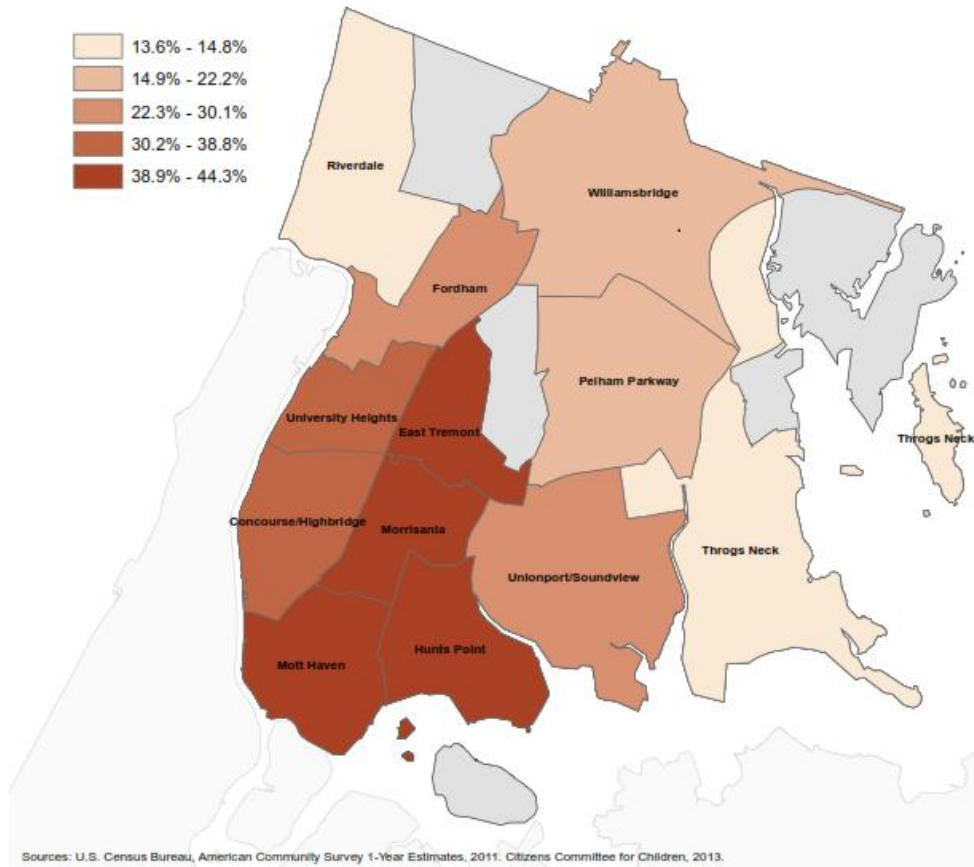 13.6% - 14.8%
14.9% - 22.2%
22.3% - 30.1%
30.2% - 38.8%
38.9% - 44.3%
Riverdale
Williamsbridge
Fordham
Pelham Parkway
University Heights
East Tremont
Throgs Neck
Concourse/Highbridge
Morrisania
Throgs Neck
Unionport/Soundview
Hunts Point
Mott Haven
Sources: U.S. Census Bureau, American Community Survey 1-Year Estimates, 2011. Citizens Committee for Children, 2013.